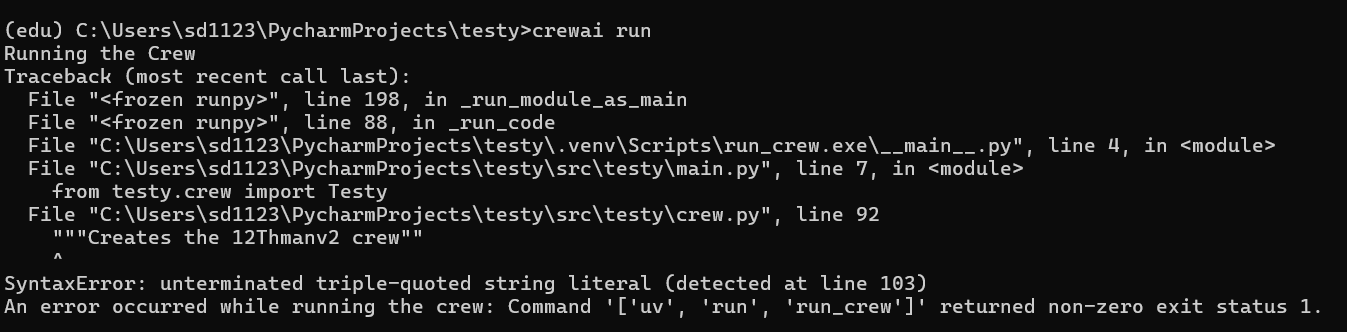 (edu) C:\Users\sd1123\PycharmProjects\testy>crewai run
Running the Crew
Traceback (most recent call last):
  File "<frozen runpy>", line 198, in _run_module_as_main
  File "<frozen runpy>", line 88, in _run_code
  File "C:\Users\sd1123\PycharmProjects\testy\.venv\Scripts\run_crew.exe\__main__.py", line 4, in <module>
  File "C:\Users\sd1123\PycharmProjects\testy\src\testy\main.py", line 7, in <module>
    from testy.crew import Testy
  File "C:\Users\sd1123\PycharmProjects\testy\src\testy\crew.py", line 92
    """Creates the 12Thmanv2 crew""
    ^
SyntaxError: unterminated triple-quoted string literal (detected at line 103)
An error occurred while running the crew: Command '['uv', 'run', 'run_crew']' returned non-zero exit status 1.